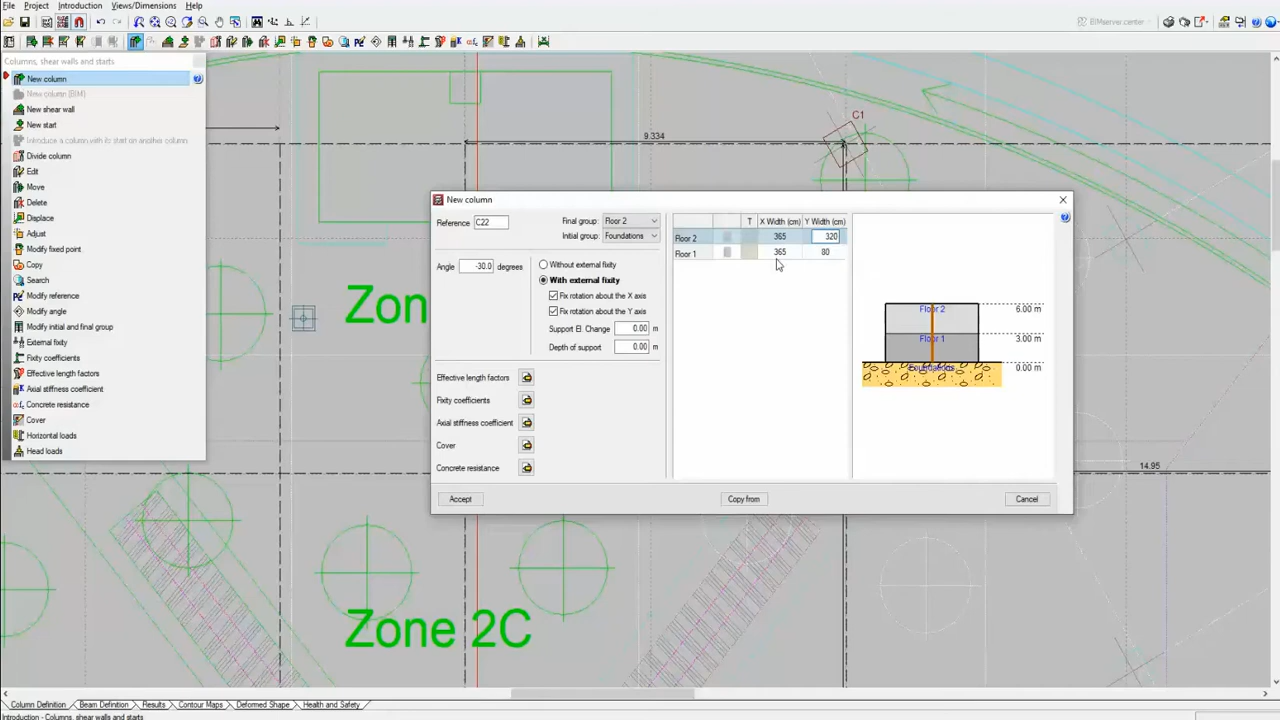 File Project Introduction Views/Dimensions Help
BIMserver.center
Columns, shear walls and starts
New column
New column (BIM)
New shear wall
New start
Introduce a column with its start on another column
Divide column
Edit
Move
Delete
Displace
Adjust
Modify fixed point
Copy
Search
Modify reference
Modify angle
Modify initial and final group
External fixity
Fixity coefficients
Effective length factors
Axial stiffness coefficient
Concrete resistance
Cover
Horizontal loads
Head loads
9.334
C1
New column
Reference C22
Final group: Floor 2
Initial group: Foundations
Angle -30.0 degrees
Without external fixity
With external fixity
Fix rotation about the X axis
Fix rotation about the Y axis
Support El. Change 0.00 m
Depth of support 0.00 m
Effective length factors
Fixity coefficients
Axial stiffness coefficient
Cover
Concrete resistance
T X Width (cm) Y Width (cm)
Floor 2 365 320
Floor 1 365 80
Floor 2 6.00 m
Floor 1 3.00 m
Foundations 0.00 m
Accept Copy from Cancel
Zon
14.95
Zone 2C
Column Definition Beam Definition Results Contour Maps Deformed Shape Health and Safety
Introduction - Columns, shear walls and starts